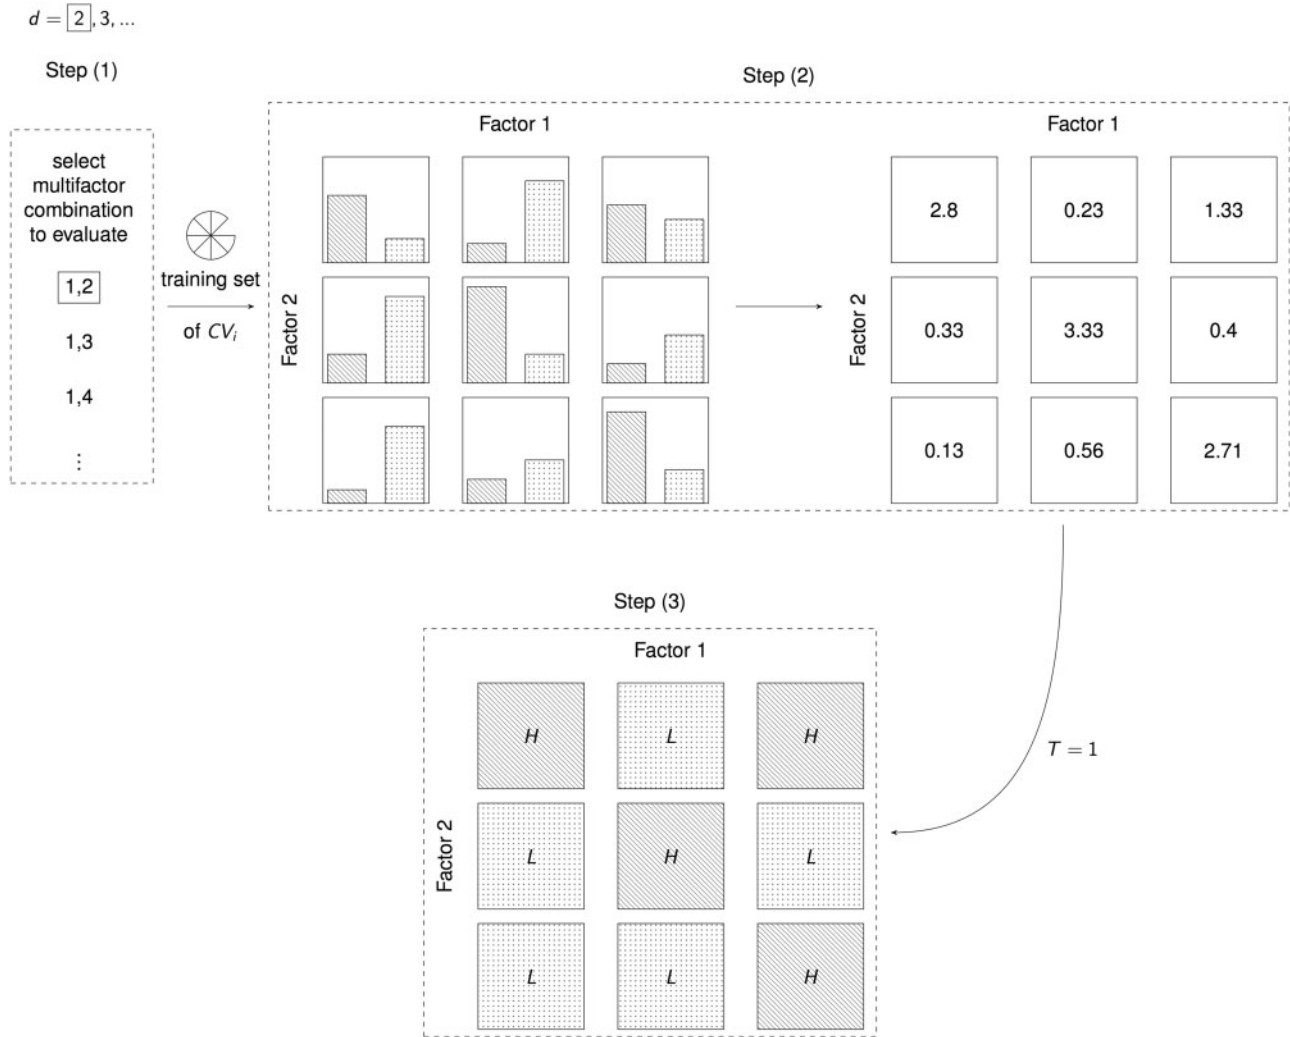 d = 2, 3, ...
Step (1)
select
multifactor
combination
to evaluate
1,2
1,3
1,4
⋮
training set
of CVᵢ
Step (2)
Factor 1
Factor 2
Factor 1
Factor 2
2.8 0.23 1.33
0.33 3.33 0.4
0.13 0.56 2.71
T = 1
Step (3)
Factor 1
Factor 2
H L H
L H L
L L H